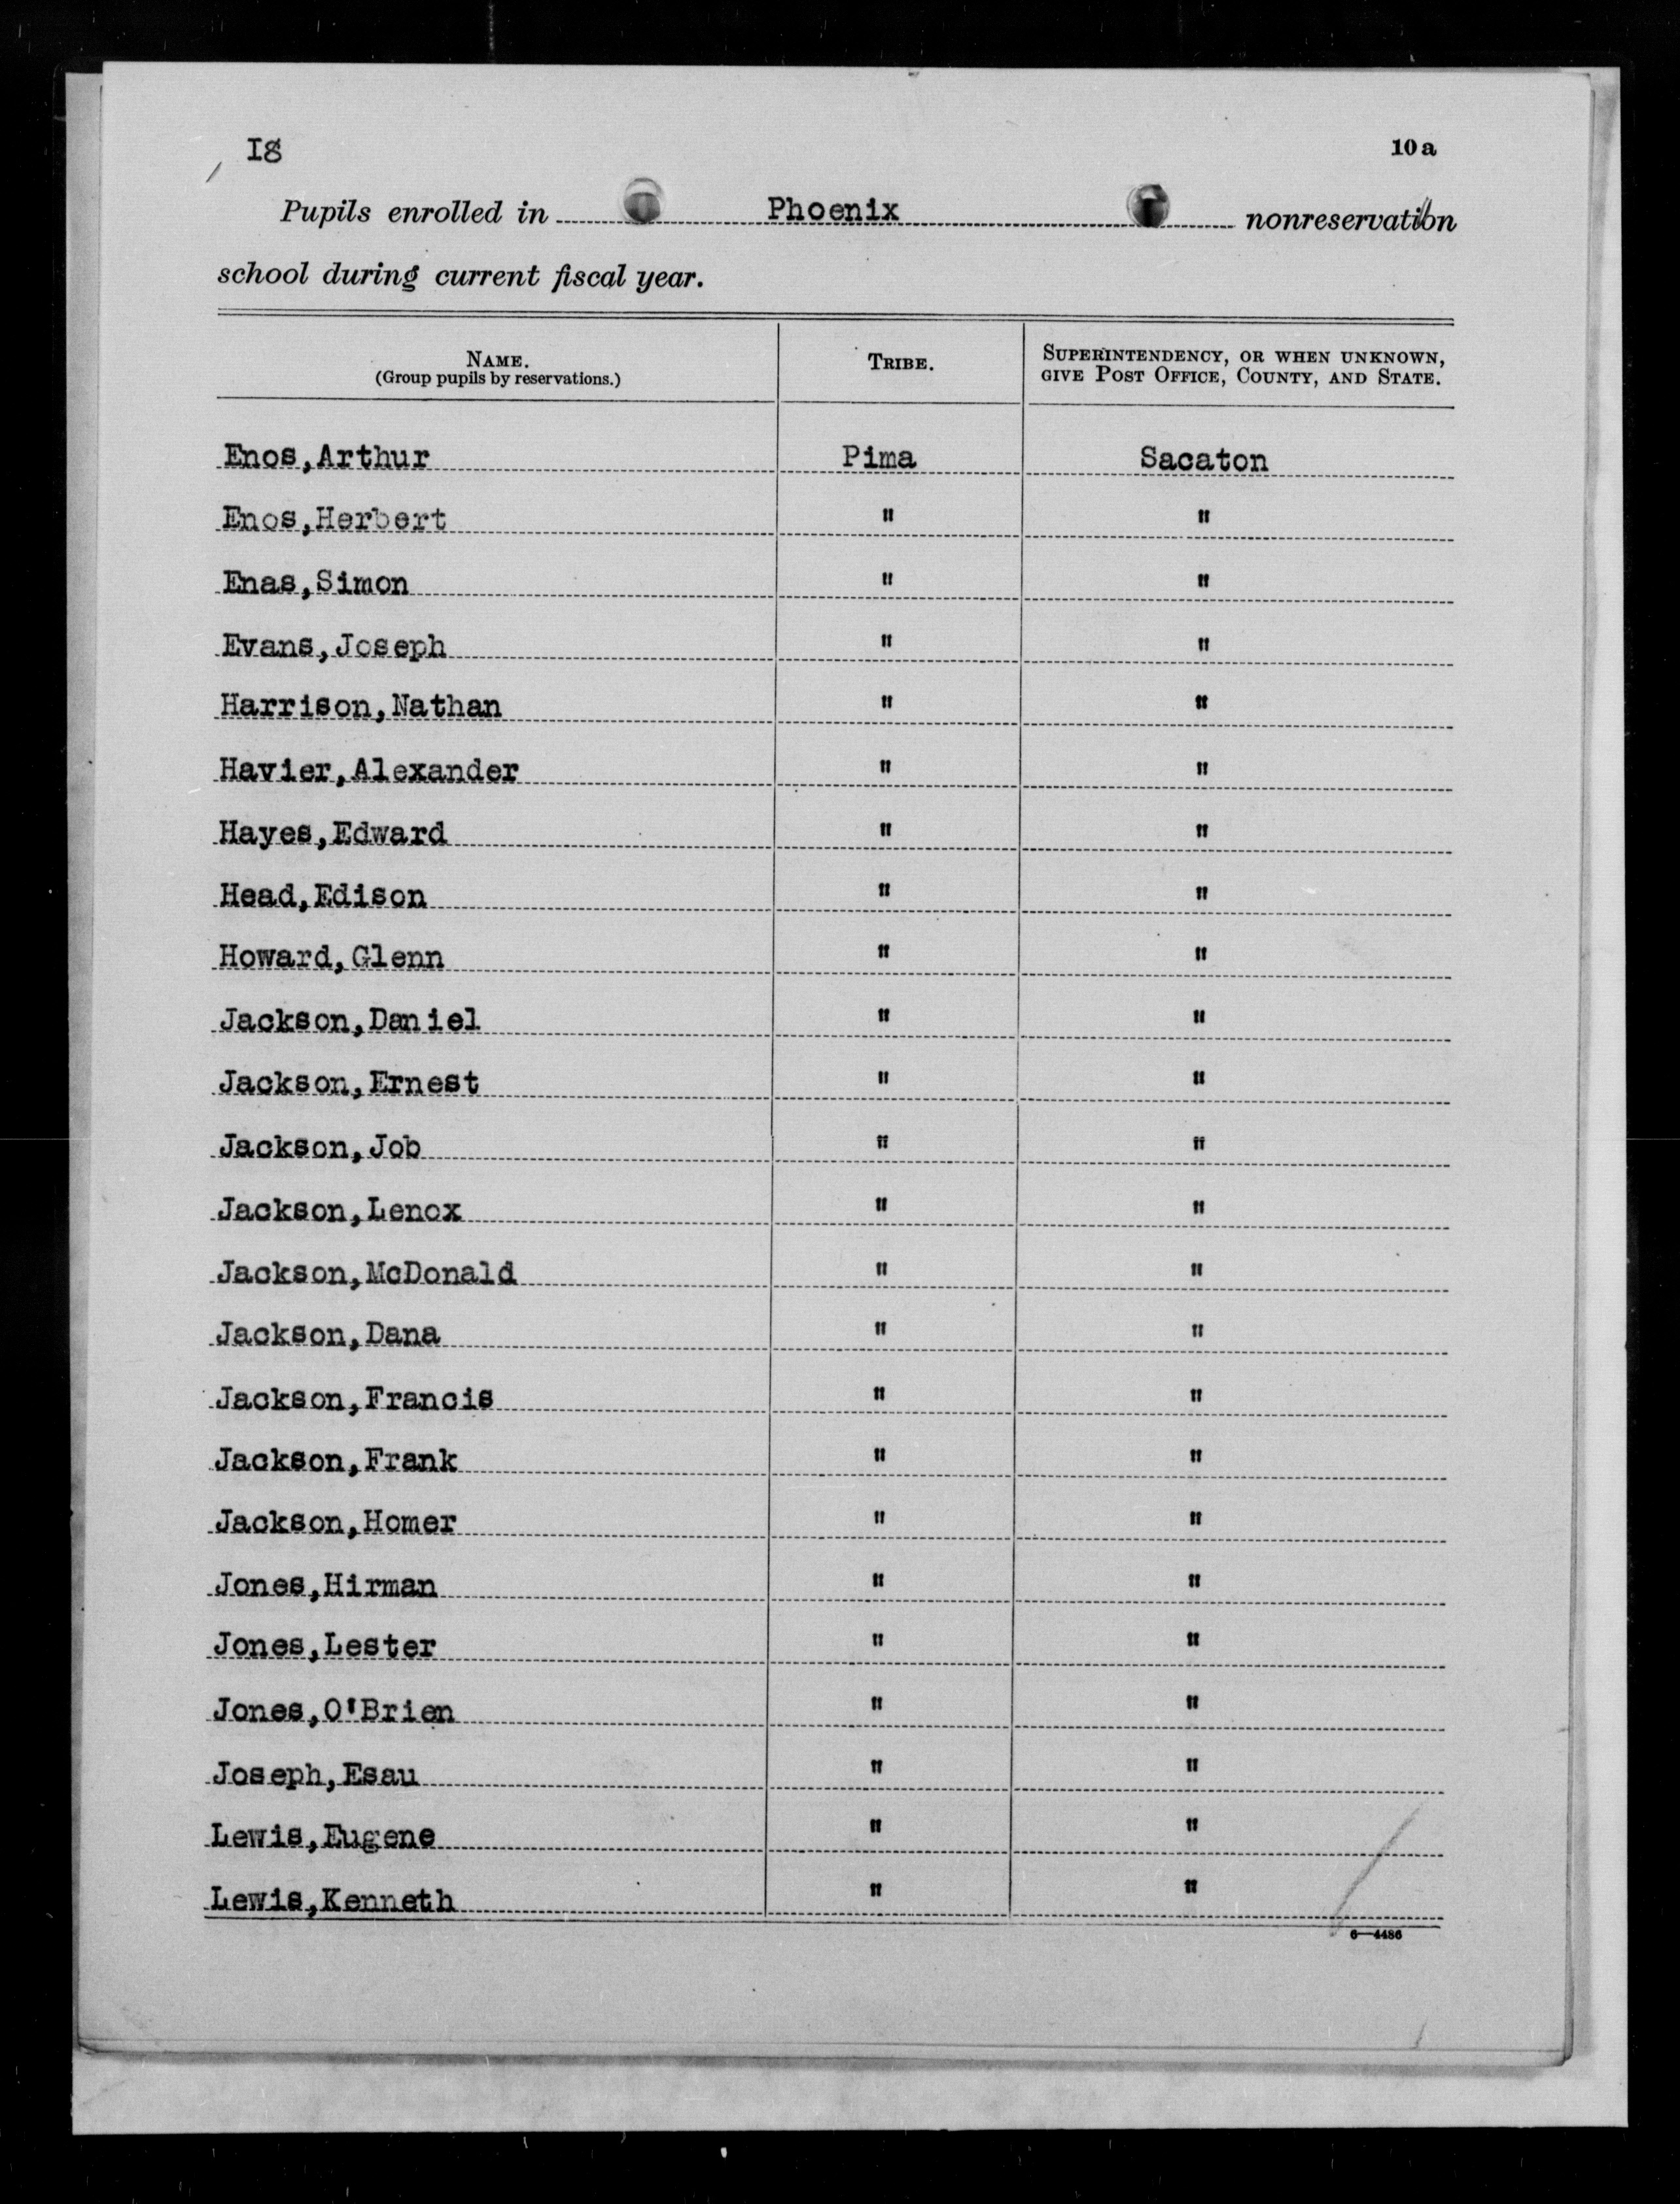 Ig
10 a
Pupils enrolled in Phoenix nonreservation
school during current fiscal year.
NAME. TRIBE. SUPERINTENDENCY, OR WHEN UNKNOWN,
(Group pupils by reservations.) GIVE POST OFFICE, COUNTY, AND STATE.
Enos,Arthur Pima Sacaton
Enos,Herbert " "
Enas,Simon " "
Evans,Joseph " "
Harrison,Nathan " "
Havier,Alexander " "
Hayes,Edward " "
Head,Edison " "
Howard,Glenn " "
Jackson,Daniel " "
Jackson,Ernest " "
Jackson,Job " "
Jackson,Lenox " "
Jackson,McDonald " "
Jackson,Dana " "
Jackson,Francis " "
Jackson,Frank " "
Jackson,Homer " "
Jones,Hirman " "
Jones,Lester " "
Jones,O'Brien " "
Joseph,Esau " "
Lewis,Eugene " "
Lewis,Kenneth " "
6—4486